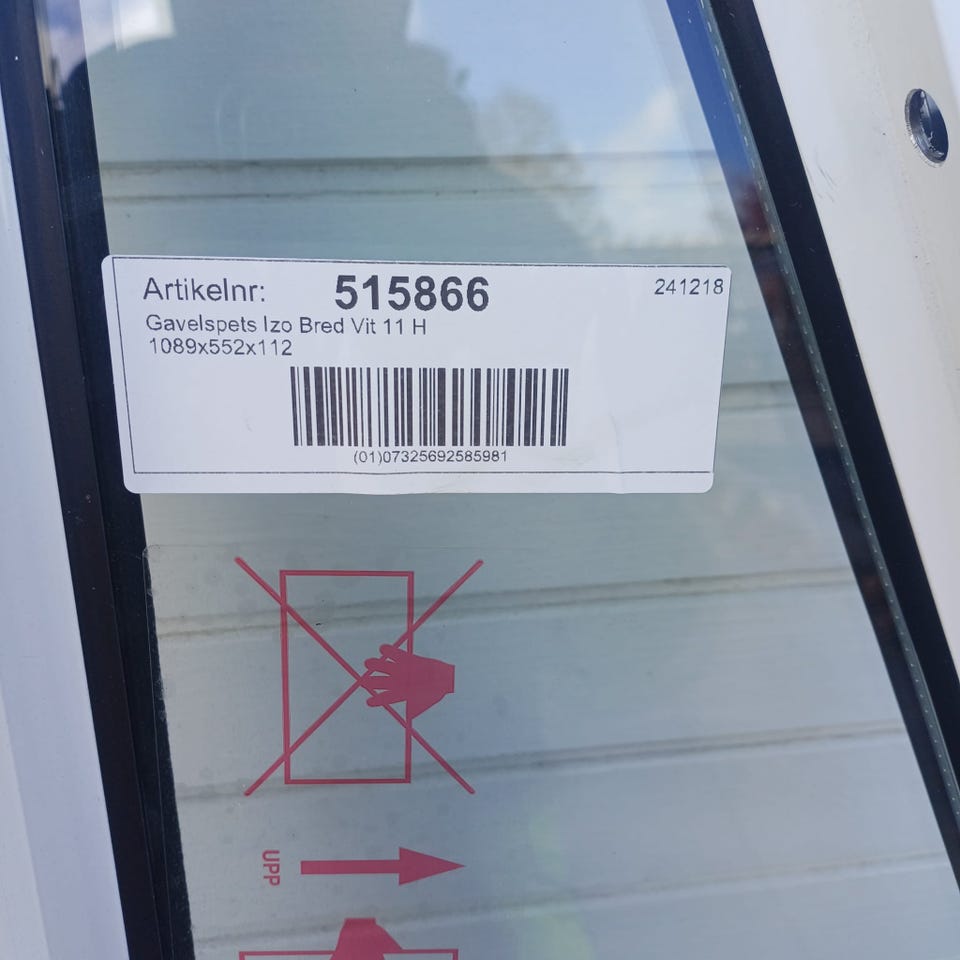 Artikelnr: 515866 241218
Gavelspets Izo Bred Vit 11 H
1089x552x112
(01)07325692585981
UPP